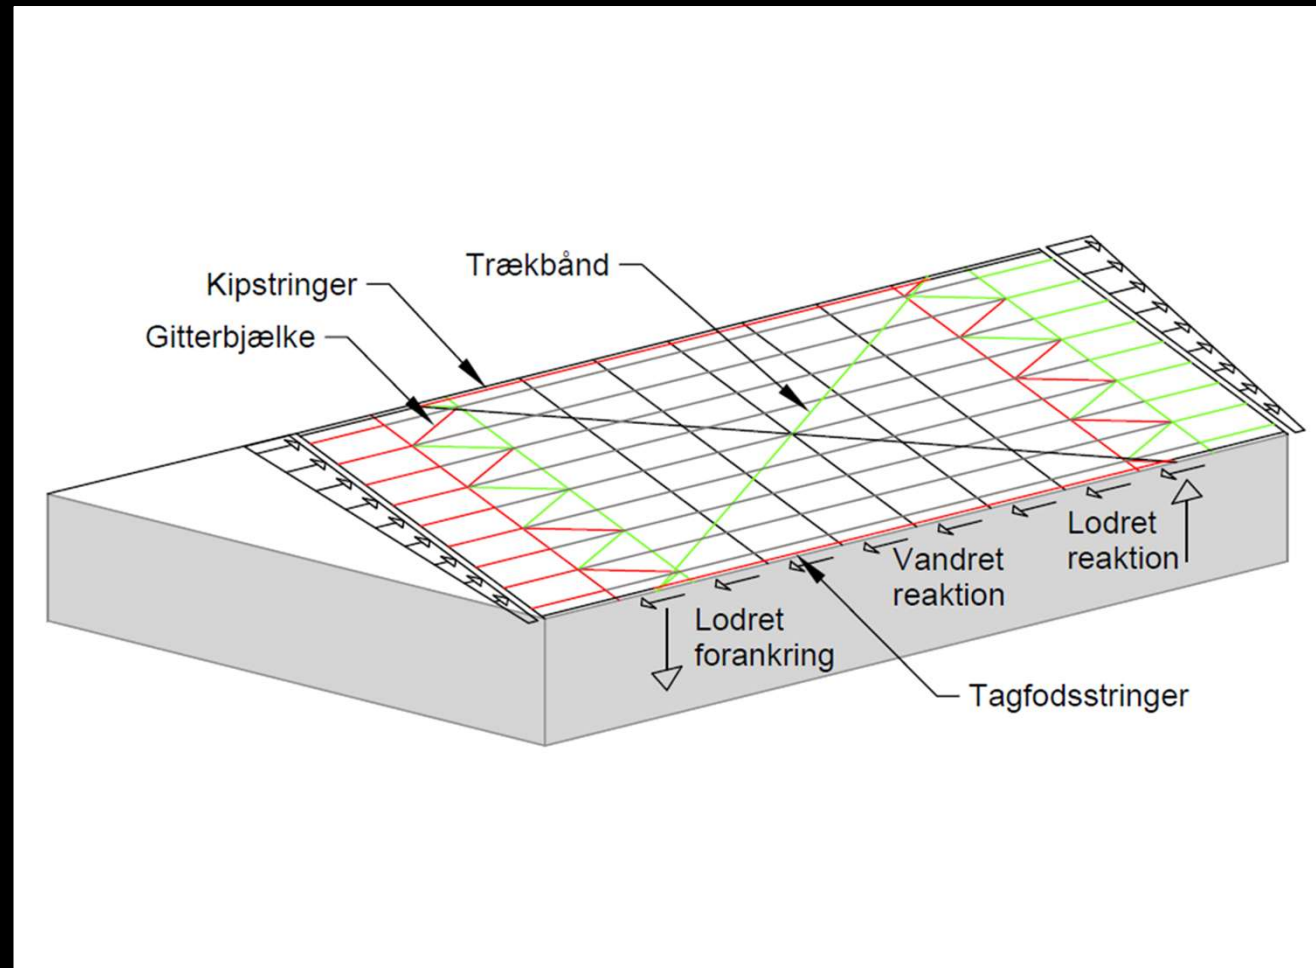 Trækbånd
Kipstringer
Gitterbjælke
Lodret
reaktion
Vandret
reaktion
Lodret
forankring
Tagfodsstringer